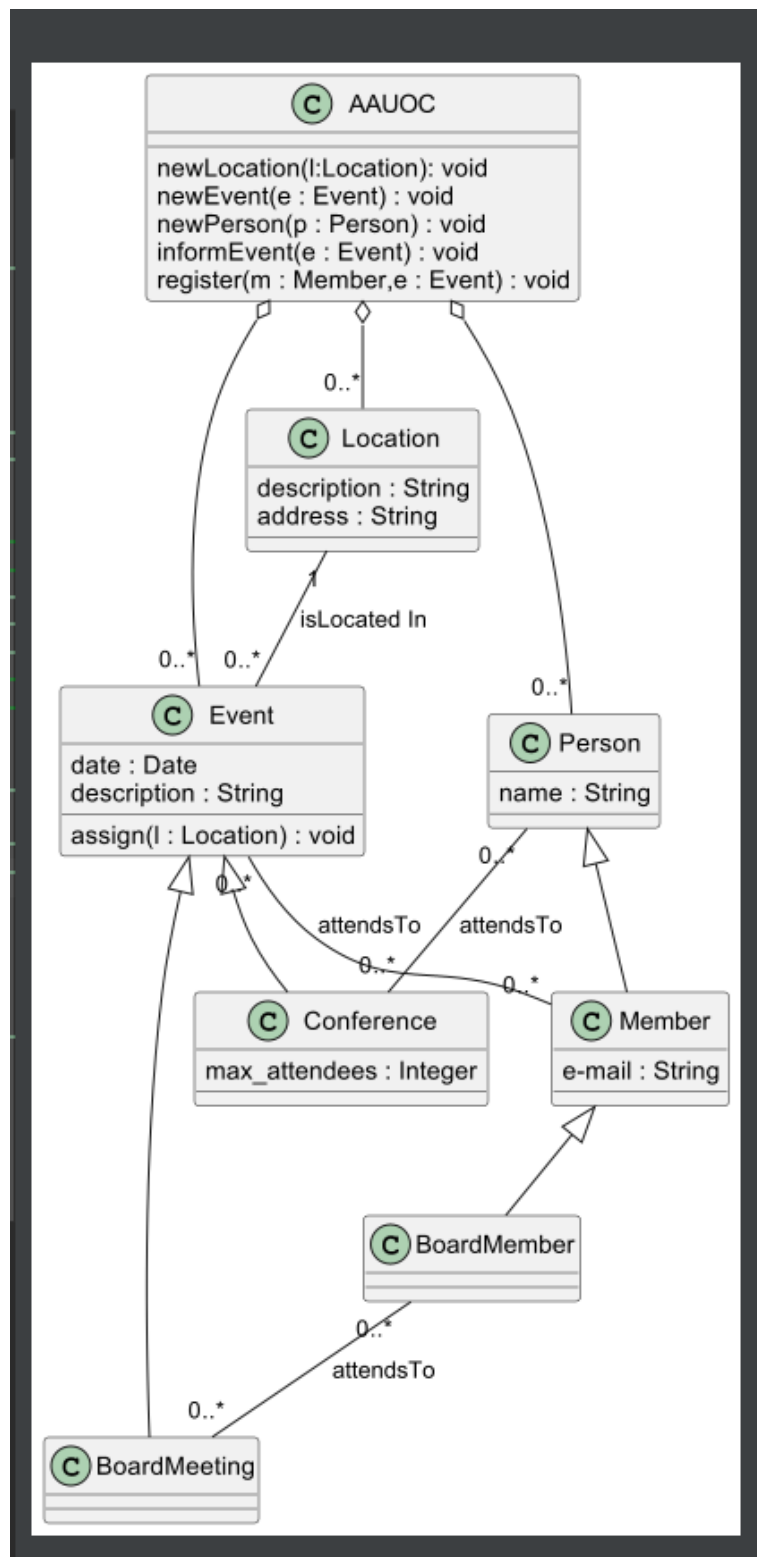 C AAUOC
newLocation(l:Location): void
newEvent(e : Event) : void
newPerson(p : Person) : void
informEvent(e : Event) : void
register(m : Member,e : Event) : void
0..*
C Location
description : String
address : String
1
isLocated In
0..*
0..*
0..*
C Event
date : Date
description : String
assign(l : Location) : void
C Person
name : String
0..*
0..*
attendsTo
attendsTo
0..*
0..*
C Conference
max_attendees : Integer
C Member
e-mail : String
C BoardMember
0..*
attendsTo
0..*
C BoardMeeting